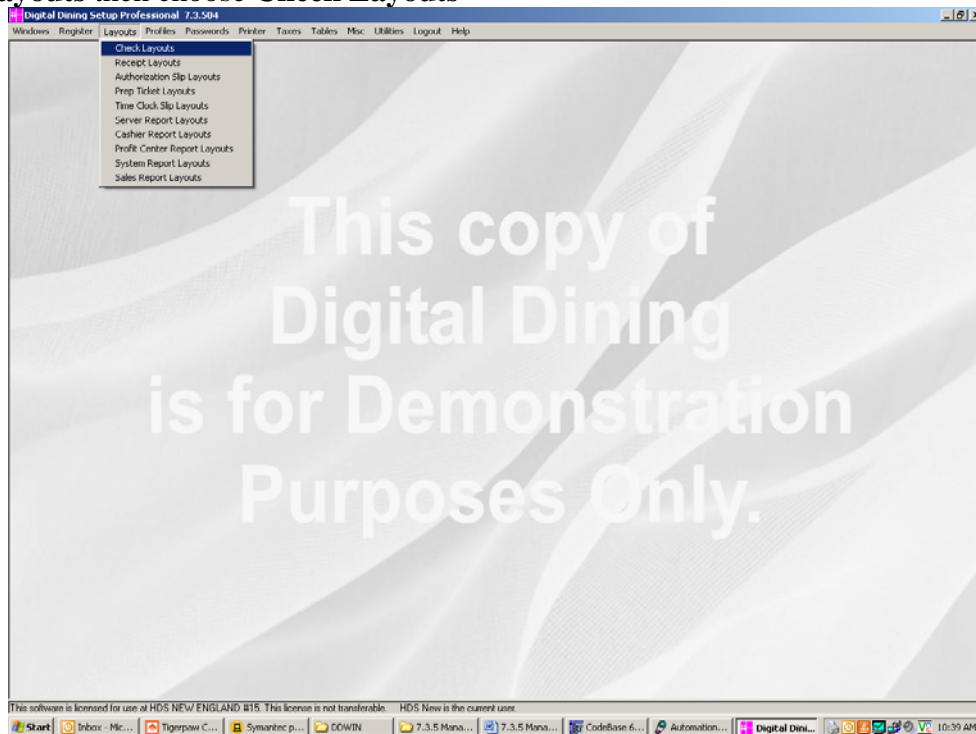 ayouts then choose Check Layouts
Digital Dining Setup Professional 7.3.504
Windows Register Layouts Profiles Passwords Printer Taxes Tables Misc Utilities Logout Help
Check Layouts
Receipt Layouts
Authorization Slip Layouts
Prep Ticket Layouts
Time Clock Slip Layouts
Server Report Layouts
Cashier Report Layouts
Profit Center Report Layouts
System Report Layouts
Sales Report Layouts
This copy of
Digital Dining
is for Demonstration
Purposes Only.
This software is licensed for use at HDS NEW ENGLAND #15. This license is not transferable. HDS New is the current user.
Start Inbox - Mic... Tigerpaw C... Symantec p... DDWIN 7.3.5 Mana... 7.3.5 Mana... CodeBase 6... Automation... Digital Dini... 10:39 AM